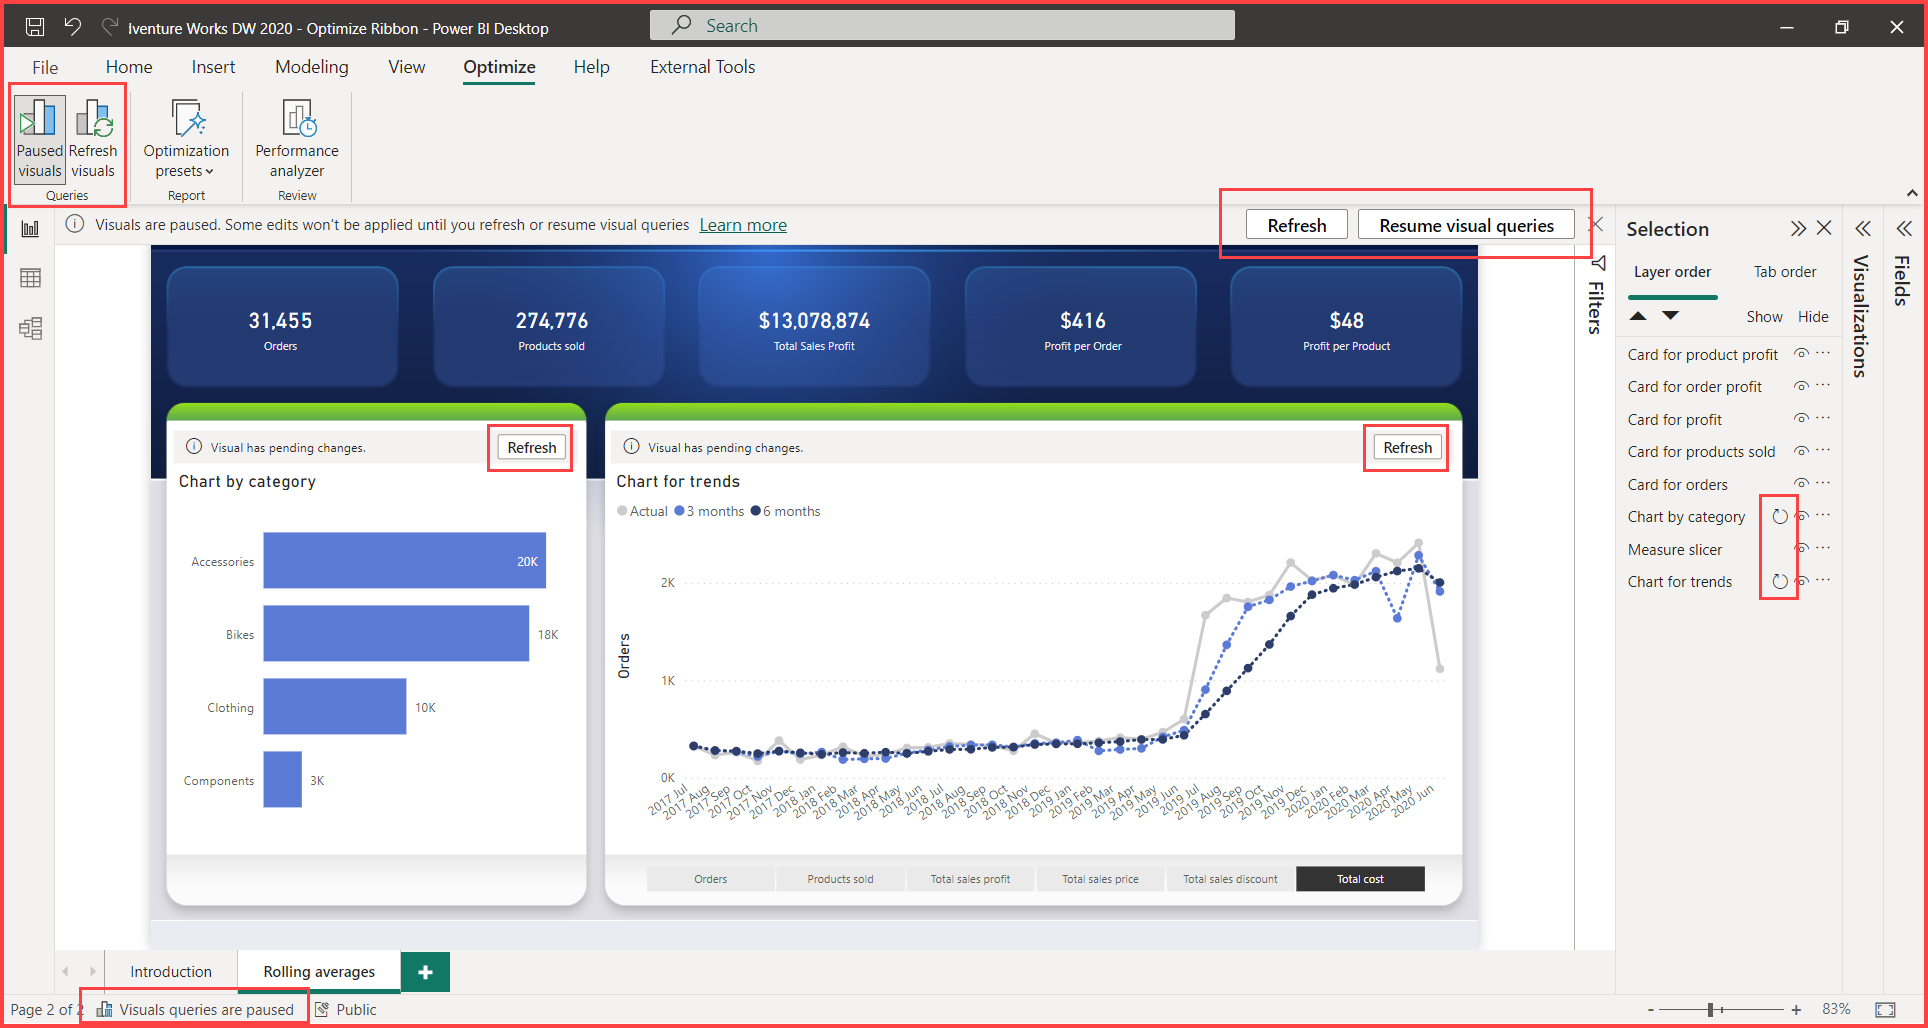 Iventure Works DW 2020 - Optimize Ribbon - Power BI Desktop
Search
File
Home
Insert
Modeling
View
Optimize
Help
External Tools
Paused visuals
Refresh visuals
Optimization presets
Performance analyzer
Queries
Report
Review
Visuals are paused. Some edits won't be applied until you refresh or resume visual queries
Learn more
Refresh
Resume visual queries
31,455
Orders
274,776
Products sold
$13,078,874
Total Sales Profit
$416
Profit per Order
$48
Profit per Product
Visual has pending changes.
Refresh
Chart by category
Accessories
20K
Bikes
18K
Clothing
10K
Components
3K
Visual has pending changes.
Refresh
Chart for trends
Actual
3 months
6 months
Orders
2K
1K
0K
2017 Jul
2017 Aug
2017 Sep
2017 Oct
2017 Nov
2017 Dec
2018 Jan
2018 Feb
2018 Mar
2018 Apr
2018 May
2018 Jun
2018 Jul
2018 Aug
2018 Sep
2018 Oct
2018 Nov
2018 Dec
2019 Jan
2019 Feb
2019 Mar
2019 Apr
2019 May
2019 Jun
2019 Jul
2019 Aug
2019 Sep
2019 Oct
2019 Nov
2019 Dec
2020 Jan
2020 Feb
2020 Mar
2020 Apr
2020 May
2020 Jun
Orders
Products sold
Total sales profit
Total sales price
Total sales discount
Total cost
Filters
Selection
Layer order
Tab order
Show
Hide
Card for product profit
Card for order profit
Card for profit
Card for products sold
Card for orders
Chart by category
Measure slicer
Chart for trends
Visualizations
Fields
Introduction
Rolling averages
Page 2 of 2
Visuals queries are paused
Public
83%